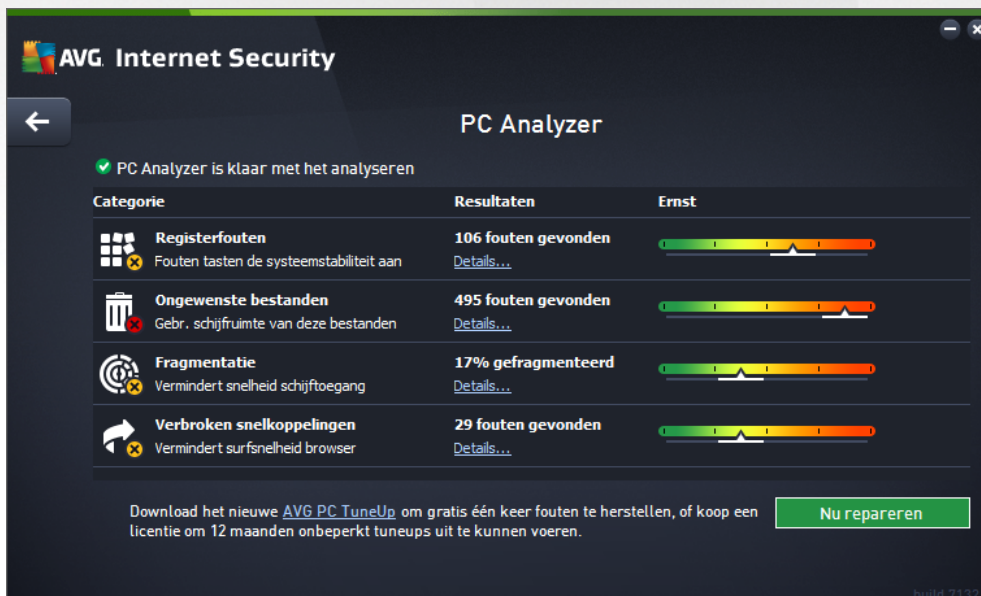 AVG. Internet Security
PC Analyzer
PC Analyzer is klaar met het analyseren
Categorie Resultaten Ernst
Registerfouten 106 fouten gevonden
Fouten tasten de systeemstabiliteit aan Details...
Ongewenste bestanden 495 fouten gevonden
Gebr. schijfruimte van deze bestanden Details...
Fragmentatie 17% gefragmenteerd
Vermindert snelheid schijftoegang Details...
Verbroken snelkoppelingen 29 fouten gevonden
Vermindert surfsnelheid browser Details...
Download het nieuwe AVG PC TuneUp om gratis één keer fouten te herstellen, of koop een
licentie om 12 maanden onbeperkt tuneups uit te kunnen voeren.
Nu repareren
build 7132